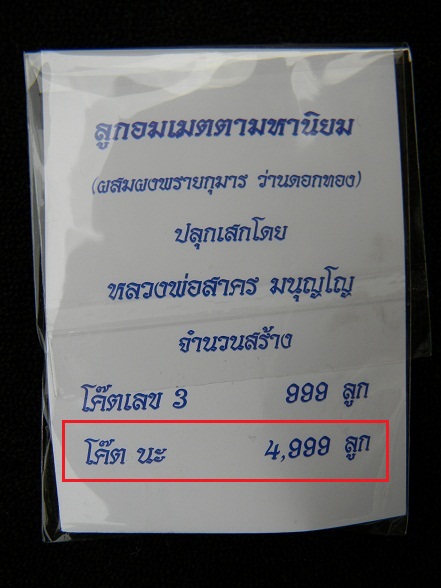 ลูกอมเมตตามหานิยม
(ผสมผงพรายกุมาร ว่านดอกทอง)
ปลุกเสกโดย
หลวงพ่อสาคร มนุญฺโญ
จำนวนสร้าง
โค๊ตเลข 3 999 ลูก
โค๊ต นะ 4,999 ลูก